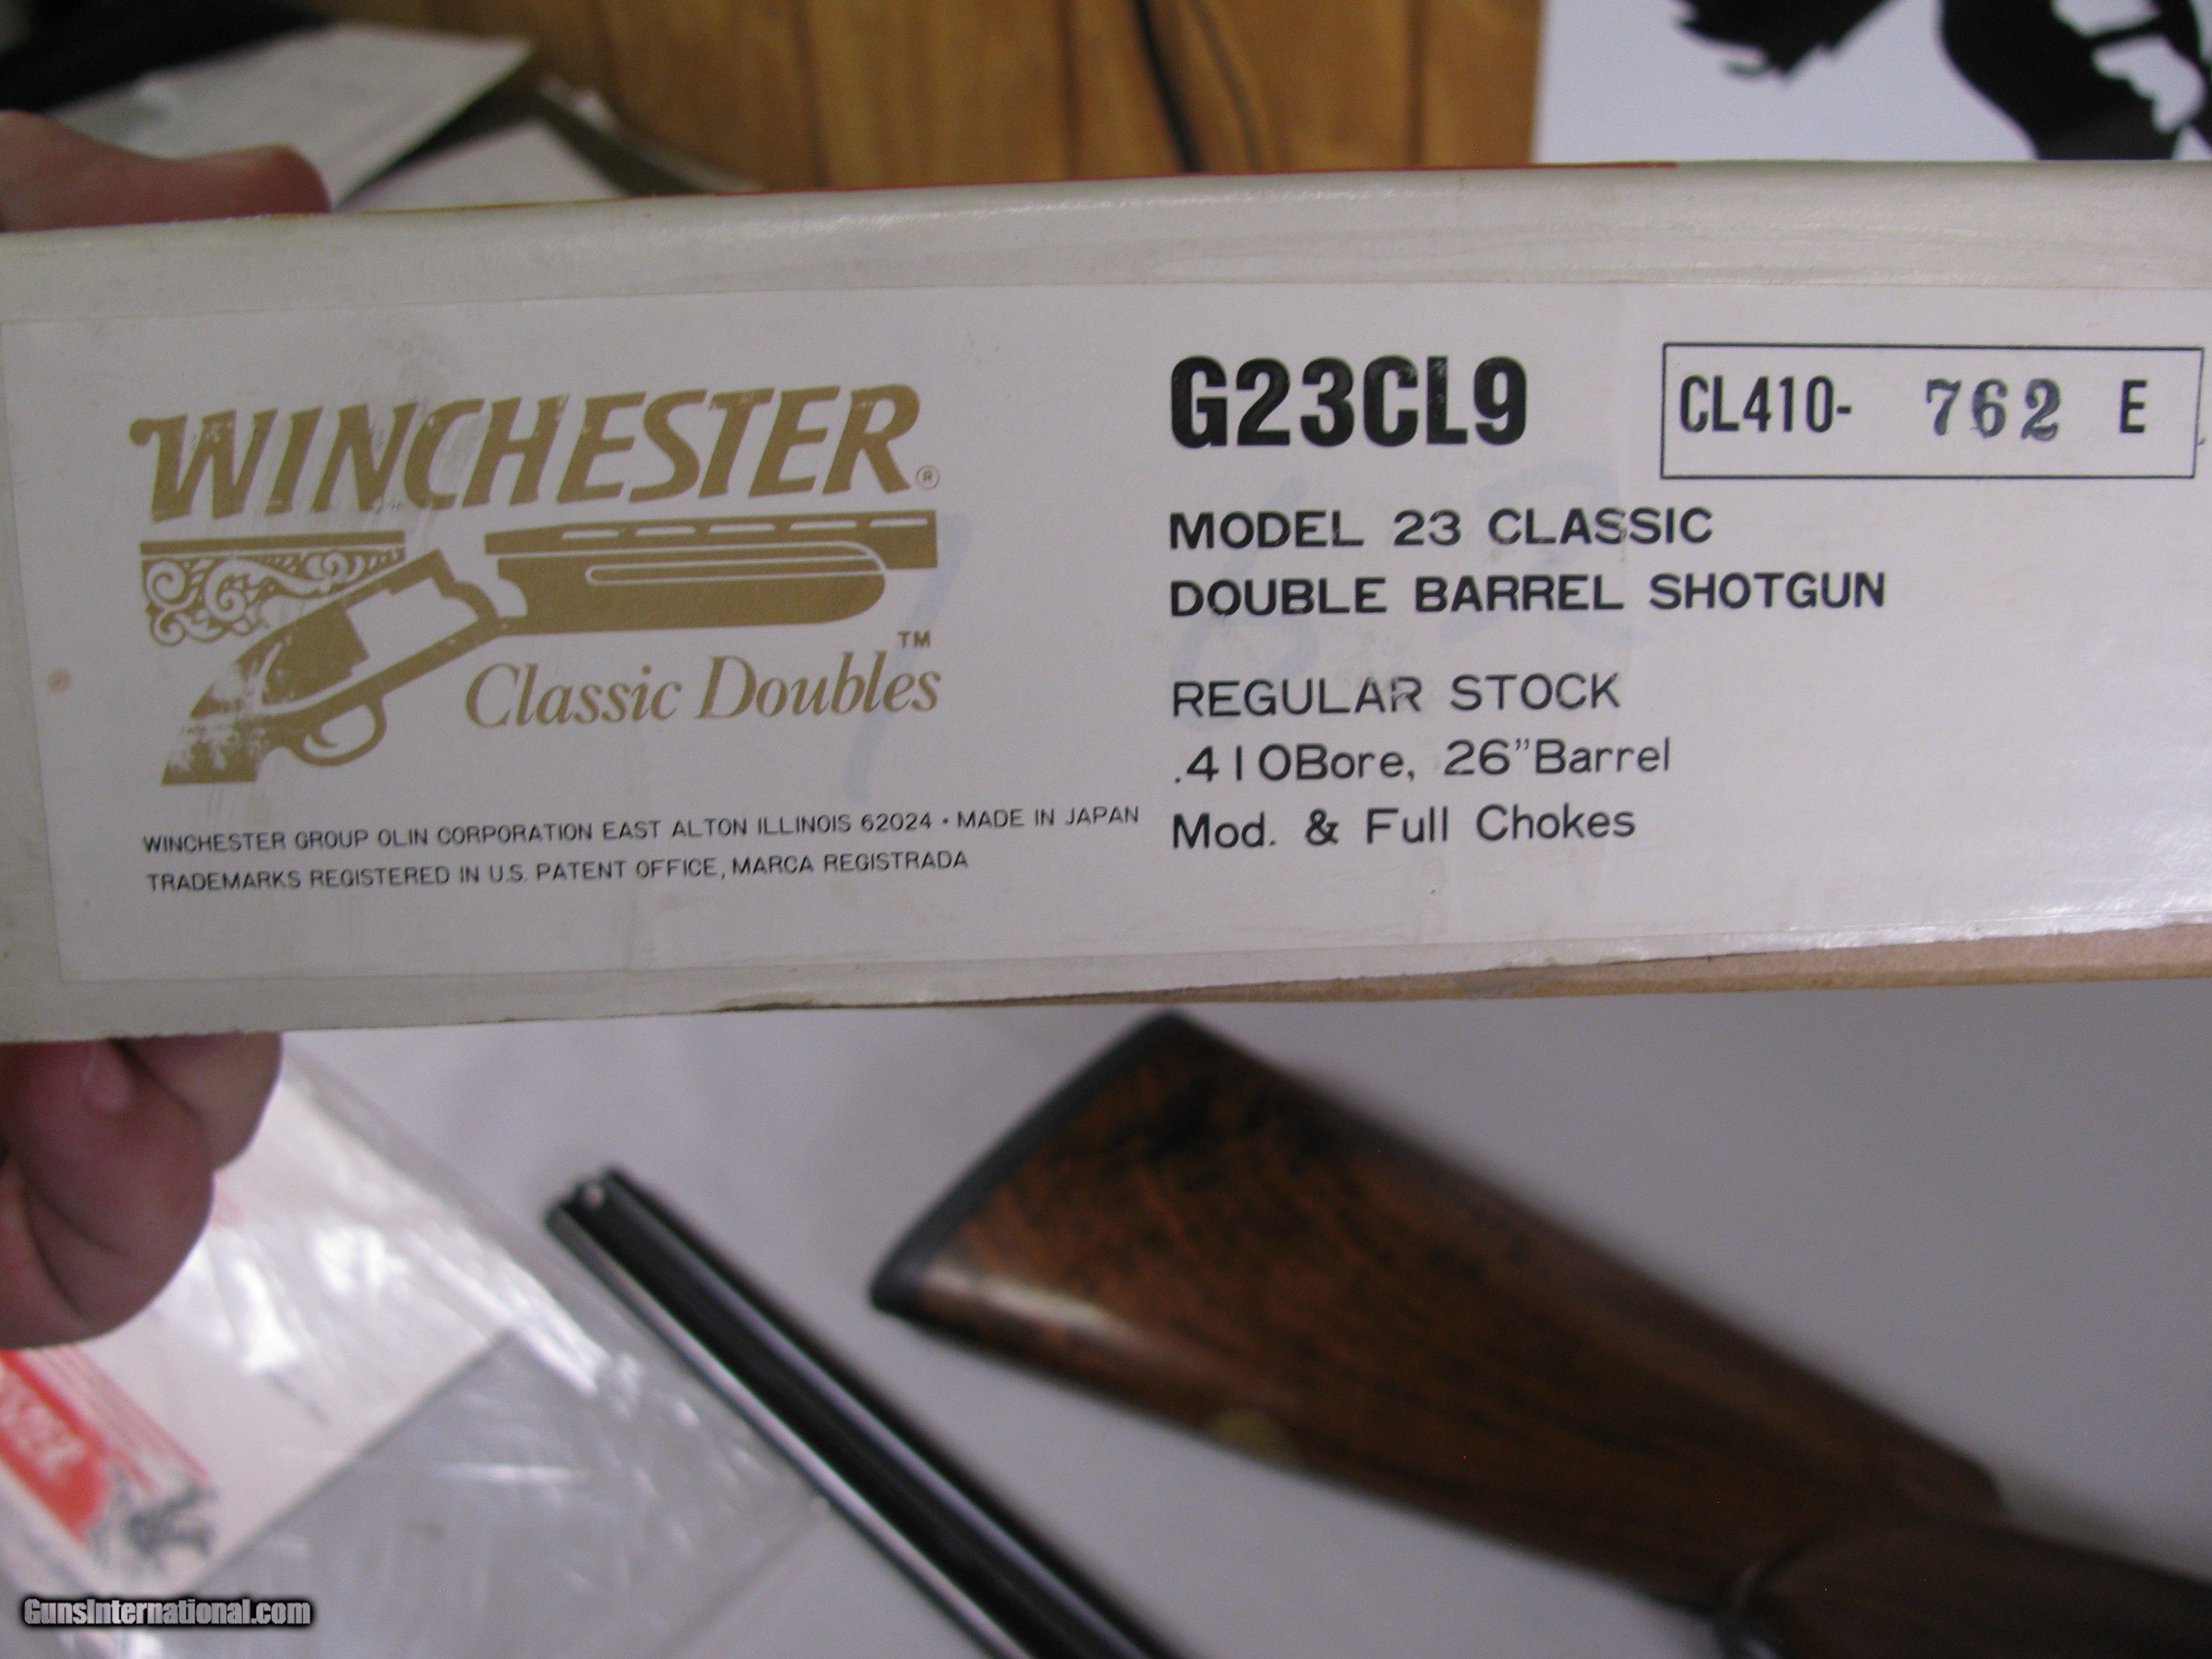 WINCHESTER®
Classic Doubles™
WINCHESTER GROUP OLIN CORPORATION EAST ALTON ILLINOIS 62024 • MADE IN JAPAN
TRADEMARKS REGISTERED IN U.S. PATENT OFFICE, MARCA REGISTRADA
G23CL9
CL410- 762 E
MODEL 23 CLASSIC
DOUBLE BARREL SHOTGUN
REGULAR STOCK
.410Bore, 26"Barrel
Mod. & Full Chokes
GunsInternational.com